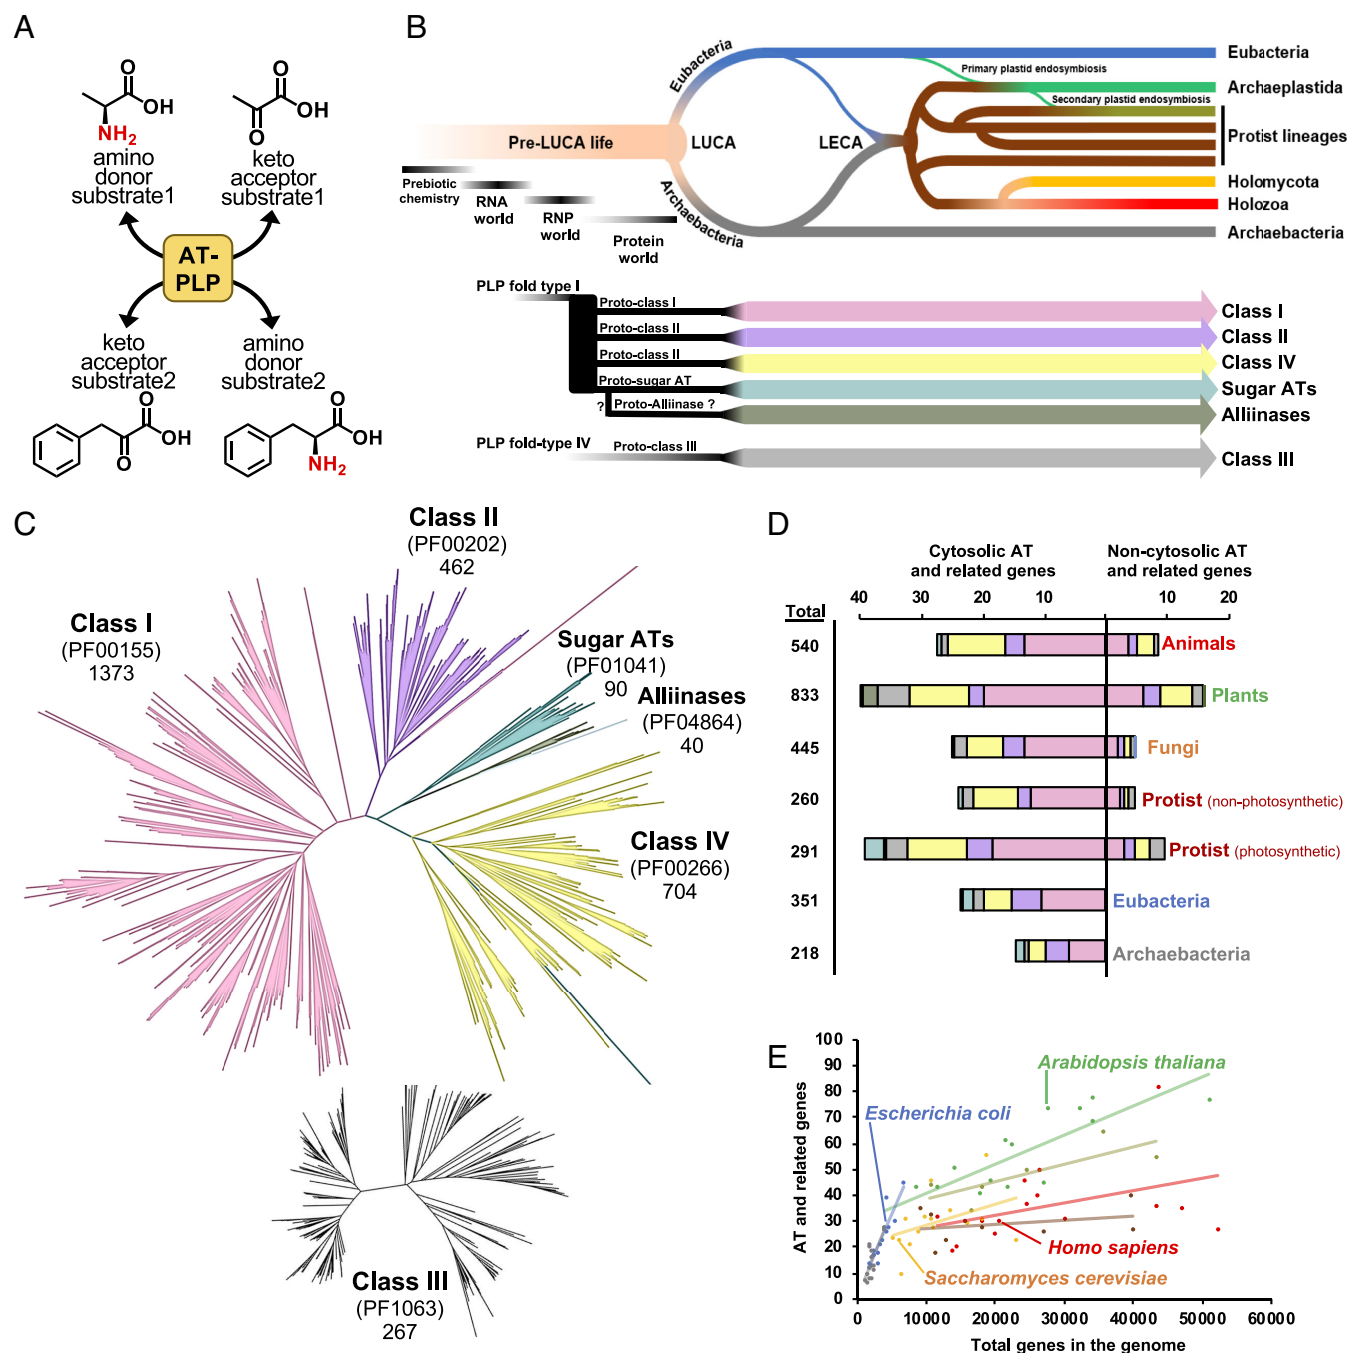 A
O
OH
NH2
amino
donor
substrate1
O
OH
O
keto
acceptor
substrate1
AT-
PLP
keto
acceptor
substrate2
O
OH
O
amino
donor
substrate2
O
OH
NH2
B
Eubacteria
Primary plastid endosymbiosis
Secondary plastid endosymbiosis
Pre-LUCA life
LUCA
LECA
Archaebacteria
Prebiotic
chemistry
RNA
world
RNP
world
Protein
world
Eubacteria
Archaeplastida
Protist lineages
Holomycota
Holozoa
Archaebacteria
PLP fold type I
Proto-class I
Class I
Proto-class II
Class II
Proto-class II
Class IV
Proto-sugar AT
Sugar ATs
?
Proto-Alliinase ?
Alliinases
PLP fold-type IV
Proto-class III
Class III
C
Class II
(PF00202)
462
Class I
(PF00155)
1373
Sugar ATs
(PF01041)
90
Alliinases
(PF04864)
40
Class IV
(PF00266)
704
Class III
(PF1063)
267
D
Cytosolic AT
and related genes
Non-cytosolic AT
and related genes
Total
40 30 20 10 10 20
540 Animals
833 Plants
445 Fungi
260 Protist (non-photosynthetic)
291 Protist (photosynthetic)
351 Eubacteria
218 Archaebacteria
E
AT and related genes
100
90
80
70
60
50
40
30
20
10
0
Arabidopsis thaliana
Escherichia coli
Homo sapiens
Saccharomyces cerevisiae
0 10000 20000 30000 40000 50000 60000
Total genes in the genome